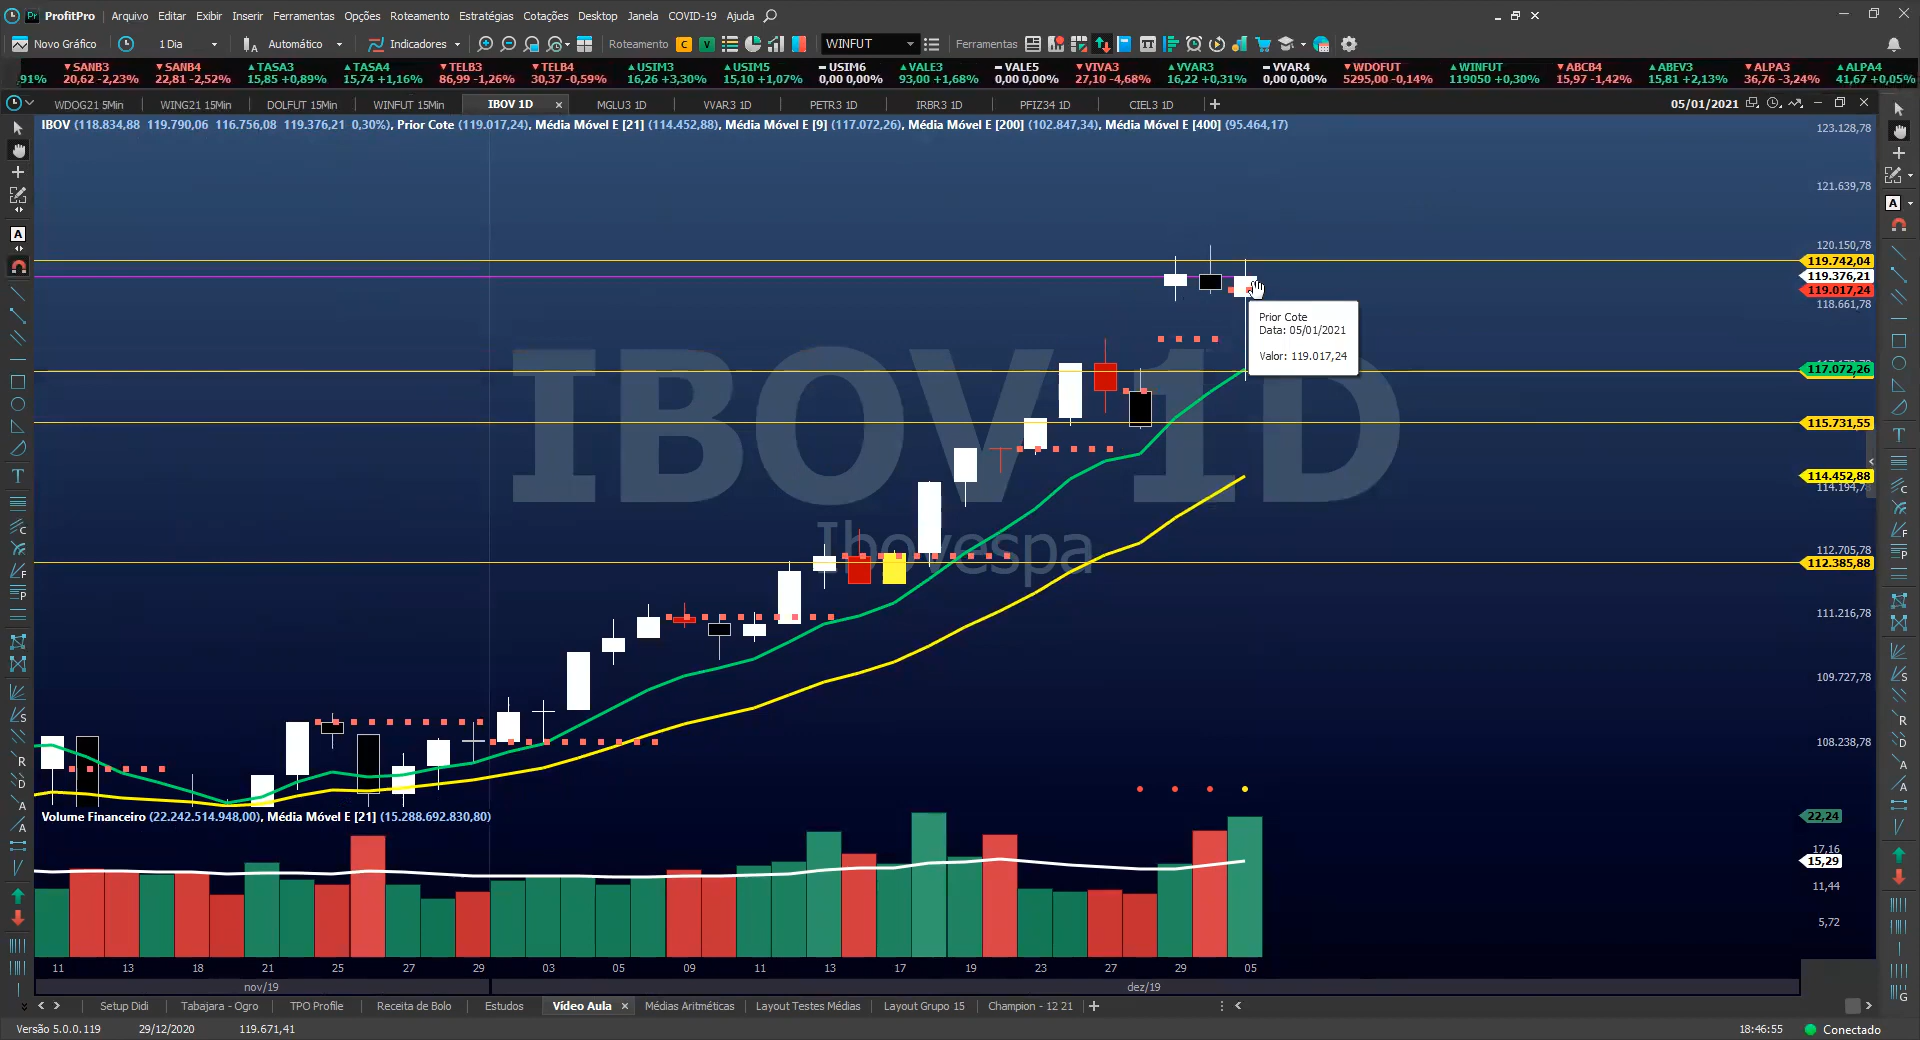 ProfitPro Arquivo Editar Exibir Inserir Ferramentas Opções Roteamento Estratégias Cotações Desktop Janela COVID-19 Ajuda
Novo Gráfico 1 Dia Automático Indicadores Roteamento C V WINFUT Ferramentas
SANB3 SANB4 TASA3 TASA4 TELB3 TELB4 USIM3 USIM5 USIM6 VALE3 VALE5 VIVA3 VVAR3 VVAR4 WDOFUT WINFUT ABCB4 ABEV3 ALPA3 ALPA4
91% 20,62 -2,23% 22,81 -2,52% 15,85 +0,89% 15,74 +1,16% 86,99 -1,26% 30,37 -0,59% 16,26 +3,30% 15,10 +1,07% 0,00 0,00% 93,00 +1,68% 0,00 0,00% 27,10 -4,68% 16,22 +0,31% 0,00 0,00% 5295,00 -0,14% 119050 +0,30% 15,97 -1,42% 15,81 +2,13% 36,76 -3,24% 41,67 +0,05%
WDOG21 5Min WING21 15Min DOLFUT 15Min WINFUT 15Min IBOV 1D MGLU3 1D VVAR3 1D PETR3 1D IRBR3 1D PFIZ34 1D CIEL3 1D 05/01/2021
IBOV (118.834,88 119.790,06 116.756,08 119.376,21 0,30%), Prior Cote (119.017,24), Média Móvel E [21] (114.452,88), Média Móvel E [9] (117.072,26), Média Móvel E [200] (102.847,34), Média Móvel E [400] (95.464,17)
123.128,78
121.639,78
120.150,78
119.742,04
119.376,21
119.017,24
118.661,78
Prior Cote
Data: 05/01/2021
Valor: 119.017,24
117.072,26
IBOV 1D
Ibovespa
115.731,55
114.452,88
114.194,78
112.705,78
112.385,88
111.216,78
109.727,78
108.238,78
Volume Financeiro (22.242.514.948,00), Média Móvel E [21] (15.288.692.830,80)
22,24
17,16
15,29
11,44
5,72
11 13 18 21 25 27 29 03 05 09 11 13 17 19 23 27 29 05
nov/19 dez/19
Setup Didi Tabajara - Ogro TPO Profile Receita de Bolo Estudos Vídeo Aula Médias Aritméticas Layout Testes Médias Layout Grupo 15 Champion - 12 21
Versão 5.0.0.119 29/12/2020 119.671,41 18:46:55 Conectado